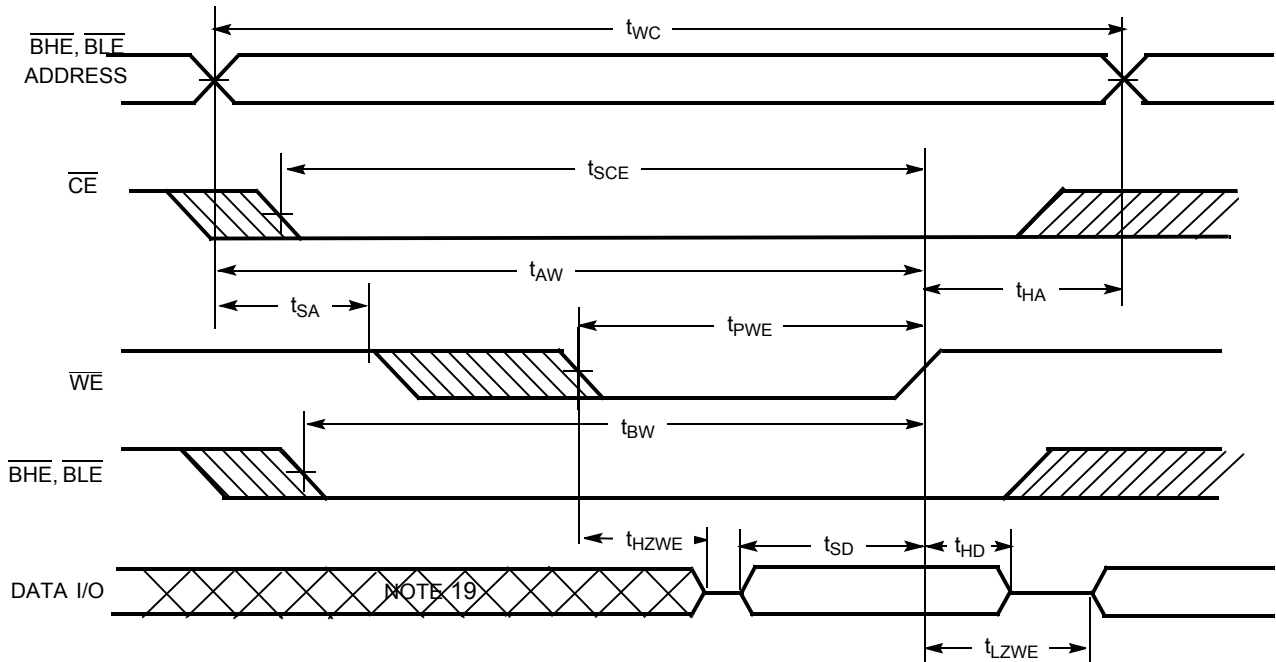 BHE, BLE
ADDRESS
tWC
CE
tSCE
tAW
tSA
tHA
tPWE
WE
tBW
BHE, BLE
tHZWE
tSD
tHD
DATA I/O
NOTE 19
tLZWE